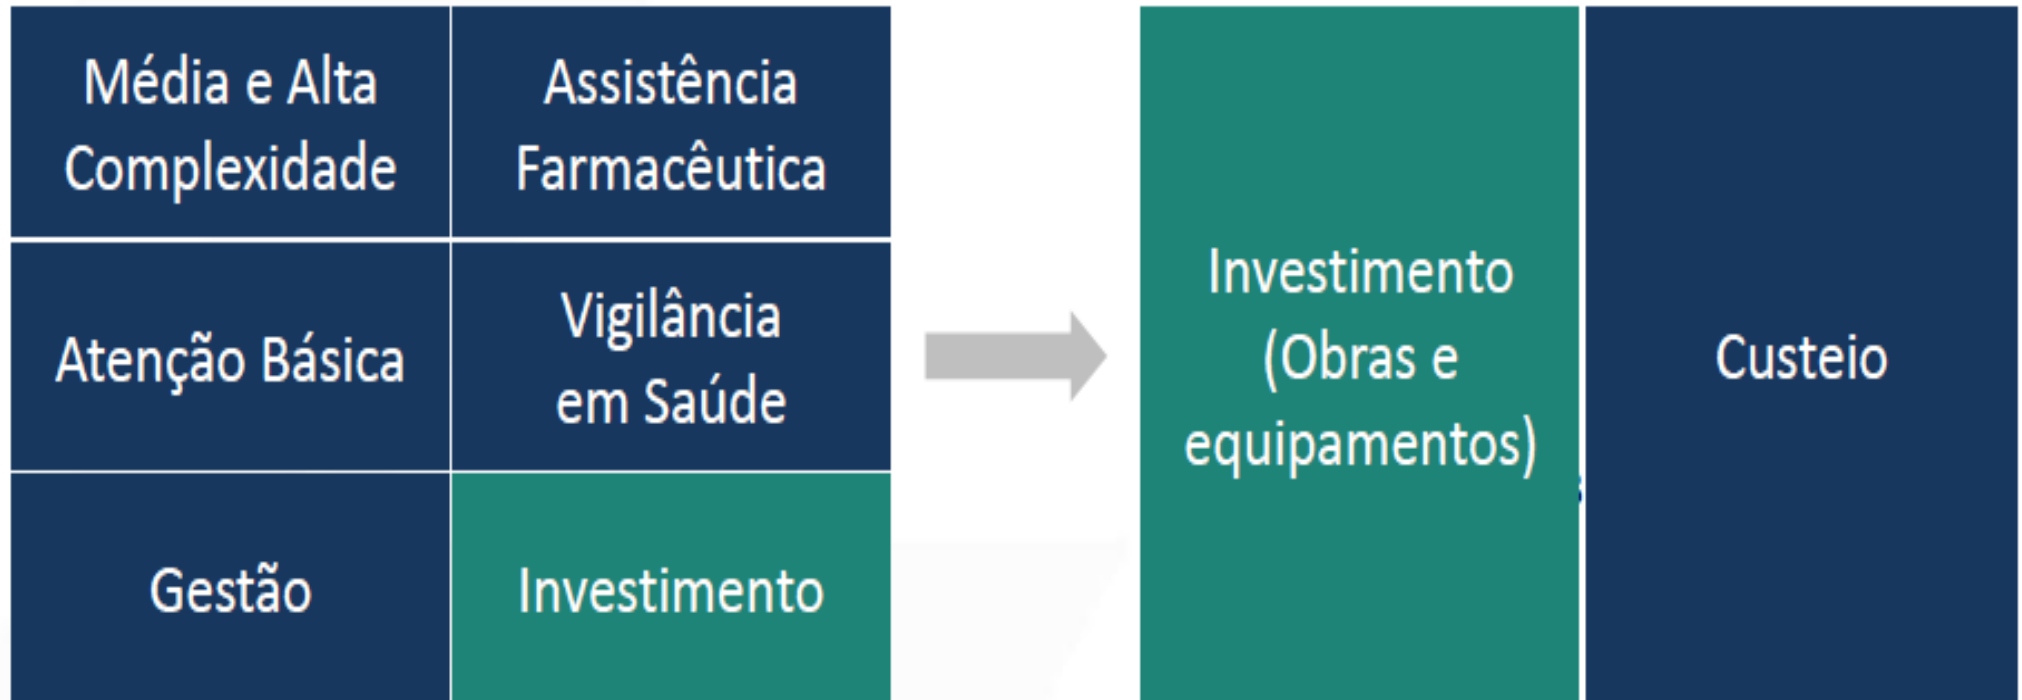 Média e Alta
Complexidade
Assistência
Farmacêutica
Atenção Básica
Vigilância
em Saúde
Gestão
Investimento
Investimento
(Obras e
equipamentos)
Custeio